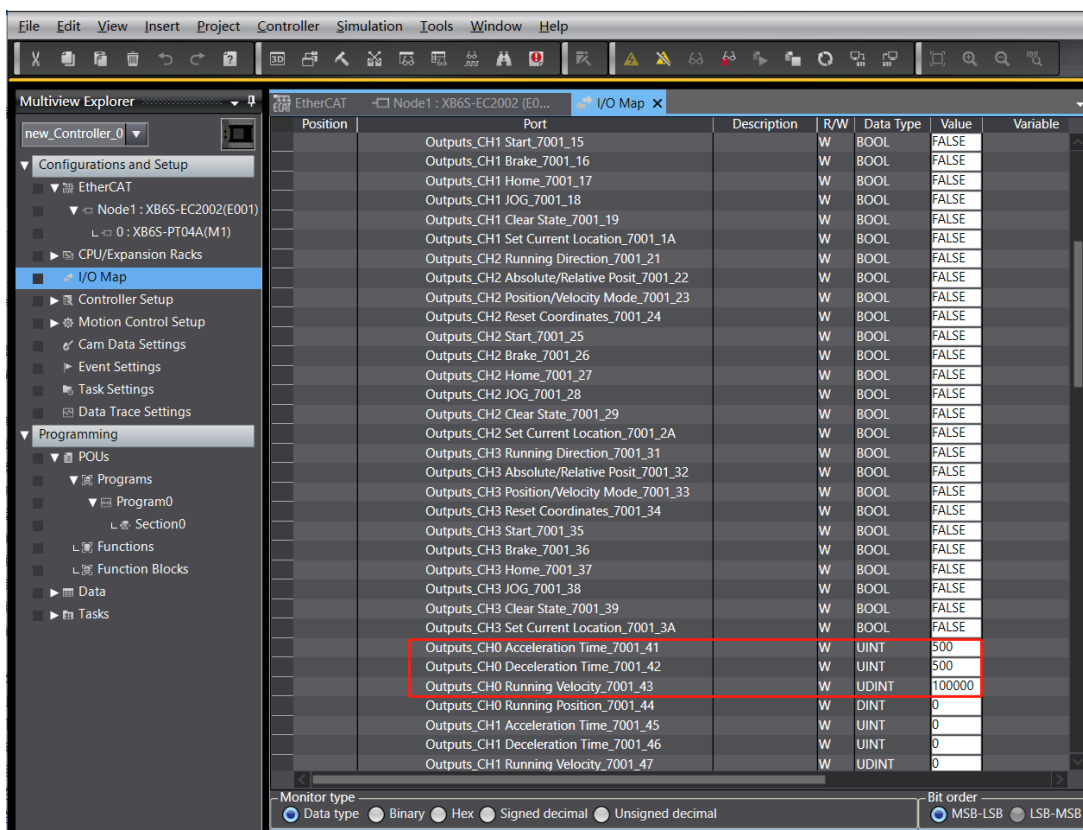 File Edit View Insert Project Controller Simulation Tools Window Help
Multiview Explorer
new_Controller_0
Configurations and Setup
EtherCAT
Node1 : XB6S-EC2002(E001)
0 : XB6S-PT04A(M1)
CPU/Expansion Racks
I/O Map
Controller Setup
Motion Control Setup
Cam Data Settings
Event Settings
Task Settings
Data Trace Settings
Programming
POUs
Programs
Program0
Section0
Functions
Function Blocks
Data
Tasks
EtherCAT Node1 : XB6S-EC2002 (E0... I/O Map
Position Port Description R/W Data Type Value Variable
Outputs_CH1 Start_7001_15 W BOOL FALSE
Outputs_CH1 Brake_7001_16 W BOOL FALSE
Outputs_CH1 Home_7001_17 W BOOL FALSE
Outputs_CH1 JOG_7001_18 W BOOL FALSE
Outputs_CH1 Clear State_7001_19 W BOOL FALSE
Outputs_CH1 Set Current Location_7001_1A W BOOL FALSE
Outputs_CH2 Running Direction_7001_21 W BOOL FALSE
Outputs_CH2 Absolute/Relative Posit_7001_22 W BOOL FALSE
Outputs_CH2 Position/Velocity Mode_7001_23 W BOOL FALSE
Outputs_CH2 Reset Coordinates_7001_24 W BOOL FALSE
Outputs_CH2 Start_7001_25 W BOOL FALSE
Outputs_CH2 Brake_7001_26 W BOOL FALSE
Outputs_CH2 Home_7001_27 W BOOL FALSE
Outputs_CH2 JOG_7001_28 W BOOL FALSE
Outputs_CH2 Clear State_7001_29 W BOOL FALSE
Outputs_CH2 Set Current Location_7001_2A W BOOL FALSE
Outputs_CH3 Running Direction_7001_31 W BOOL FALSE
Outputs_CH3 Absolute/Relative Posit_7001_32 W BOOL FALSE
Outputs_CH3 Position/Velocity Mode_7001_33 W BOOL FALSE
Outputs_CH3 Reset Coordinates_7001_34 W BOOL FALSE
Outputs_CH3 Start_7001_35 W BOOL FALSE
Outputs_CH3 Brake_7001_36 W BOOL FALSE
Outputs_CH3 Home_7001_37 W BOOL FALSE
Outputs_CH3 JOG_7001_38 W BOOL FALSE
Outputs_CH3 Clear State_7001_39 W BOOL FALSE
Outputs_CH3 Set Current Location_7001_3A W BOOL FALSE
Outputs_CH0 Acceleration Time_7001_41 W UINT 500
Outputs_CH0 Deceleration Time_7001_42 W UINT 500
Outputs_CH0 Running Velocity_7001_43 W UDINT 100000
Outputs_CH0 Running Position_7001_44 W DINT 0
Outputs_CH1 Acceleration Time_7001_45 W UINT 0
Outputs_CH1 Deceleration Time_7001_46 W UINT 0
Outputs_CH1 Running Velocity_7001_47 W UDINT 0
Monitor type Bit order
Data type Binary Hex Signed decimal Unsigned decimal MSB-LSB LSB-MSB